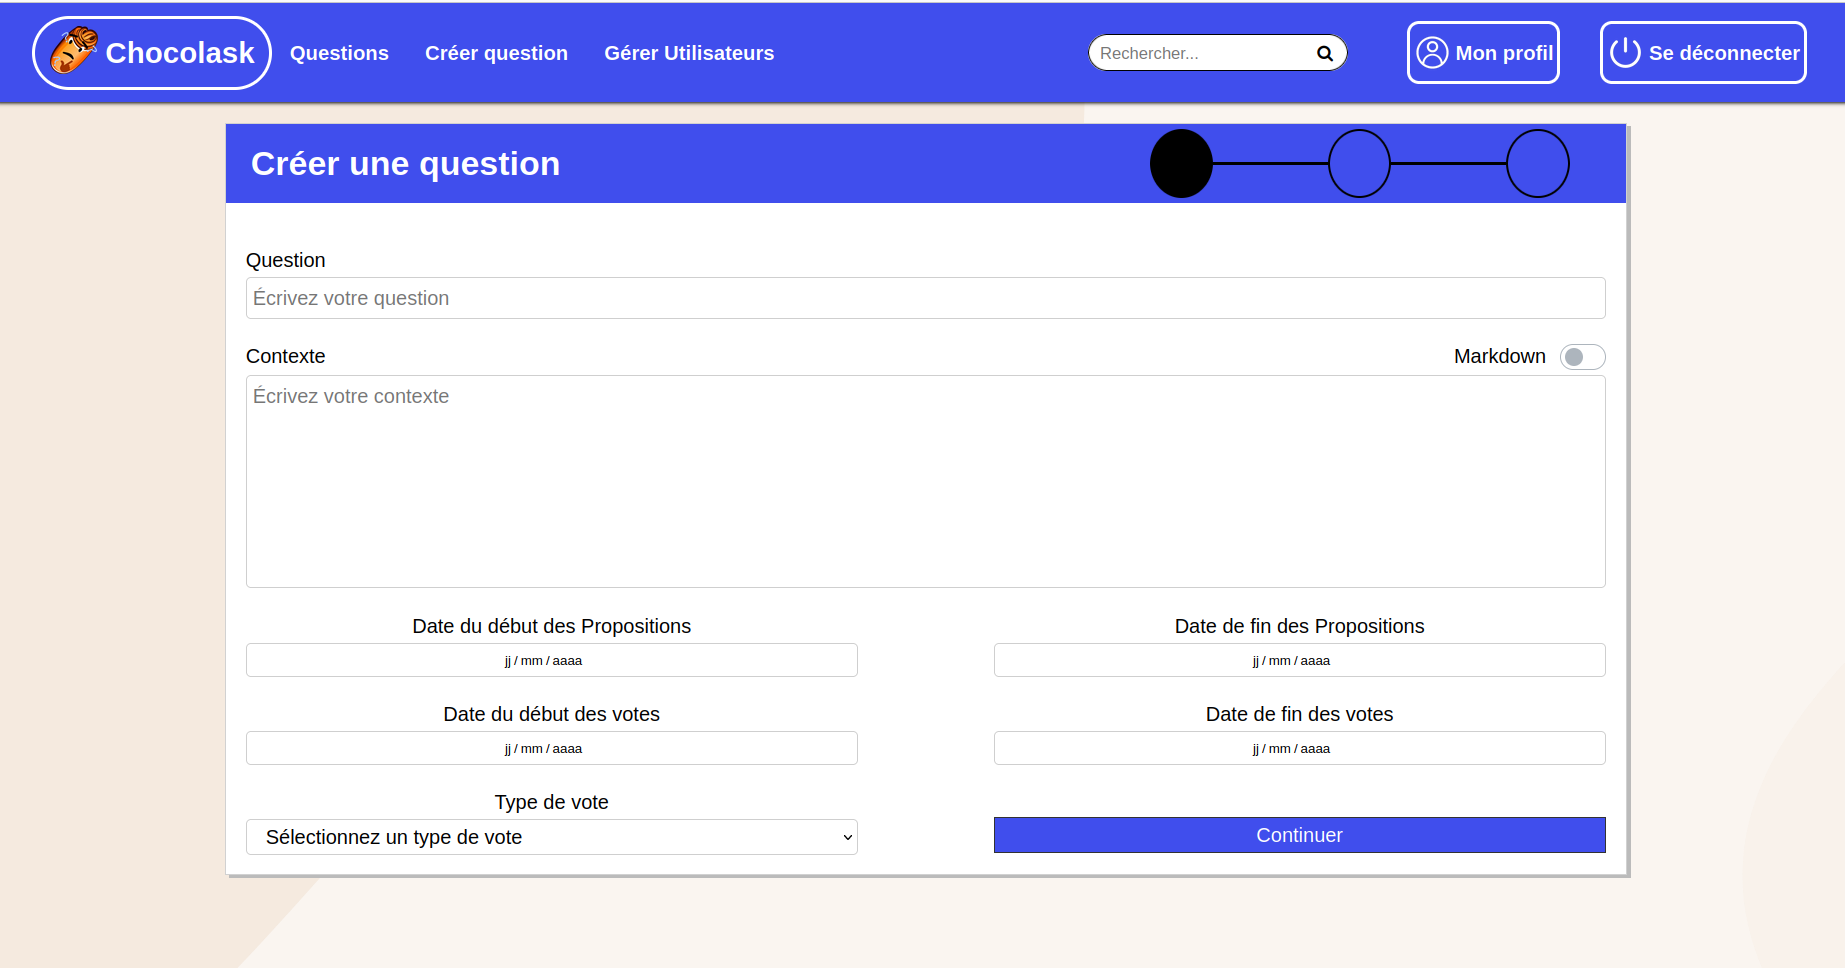 Chocolask
Questions
Créer question
Gérer Utilisateurs
Rechercher...
Mon profil
Se déconnecter
Créer une question
Question
Écrivez votre question
Contexte
Markdown
Écrivez votre contexte
Date du début des Propositions
Date de fin des Propositions
jj / mm / aaaa
jj / mm / aaaa
Date du début des votes
Date de fin des votes
jj / mm / aaaa
jj / mm / aaaa
Type de vote
Sélectionnez un type de vote
Continuer